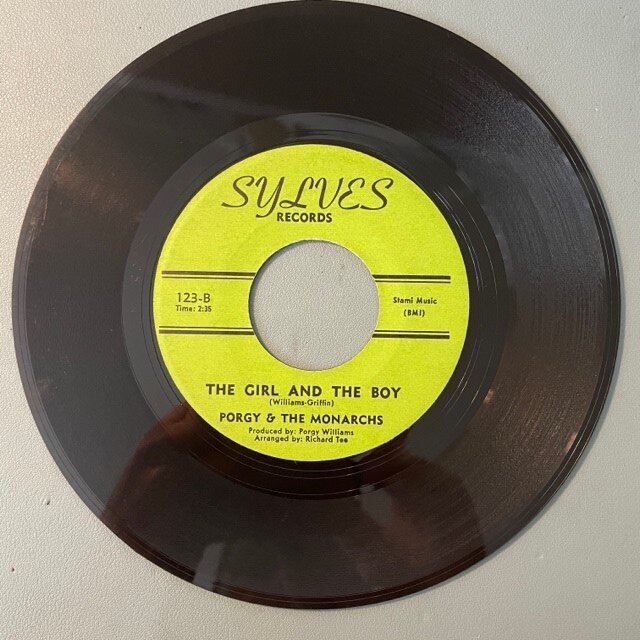 SYLVES
RECORDS
123-B
Time: 2:35
Stami Music
(BMI)
THE GIRL AND THE BOY
(Williams-Griffin)
PORGY & THE MONARCHS
Produced by: Porgy Williams
Arranged by: Richard Tee